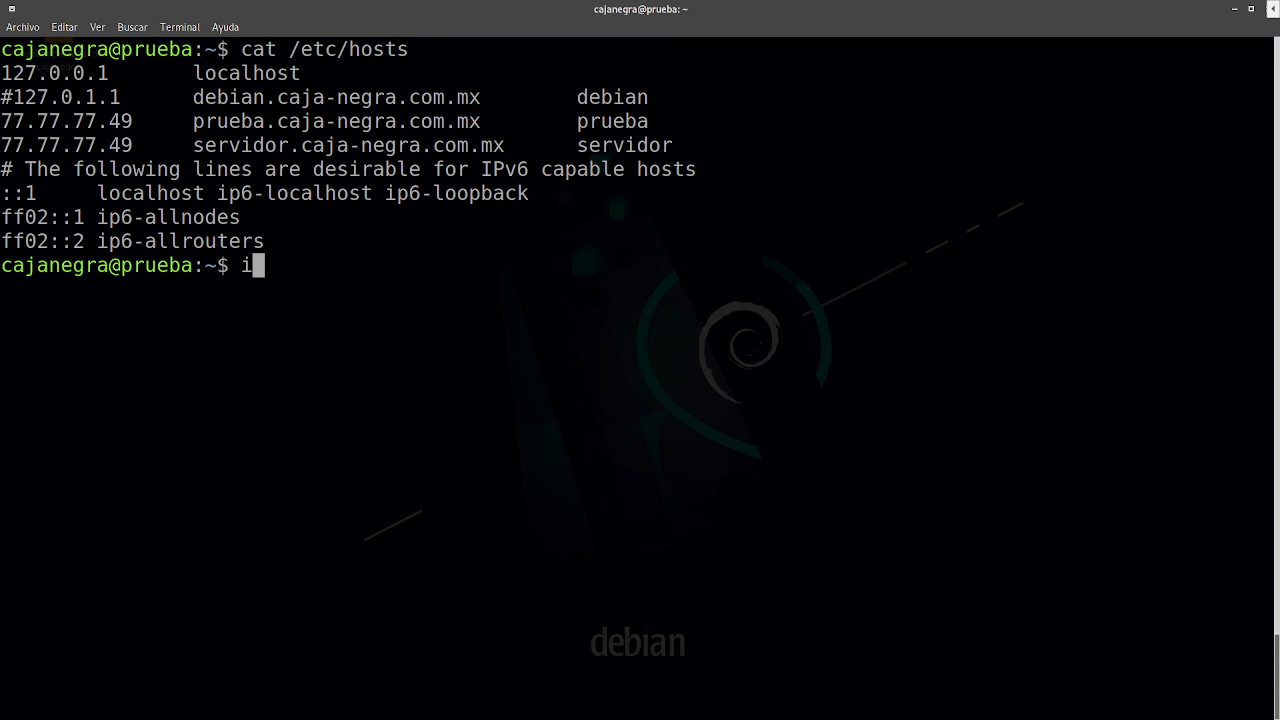 cajanegra@prueba: ~
Archivo Editar Ver Buscar Terminal Ayuda
cajanegra@prueba:~$ cat /etc/hosts
127.0.0.1 localhost
#127.0.1.1 debian.caja-negra.com.mx debian
77.77.77.49 prueba.caja-negra.com.mx prueba
77.77.77.49 servidor.caja-negra.com.mx servidor
# The following lines are desirable for IPv6 capable hosts
::1 localhost ip6-localhost ip6-loopback
ff02::1 ip6-allnodes
ff02::2 ip6-allrouters
cajanegra@prueba:~$ i
debian